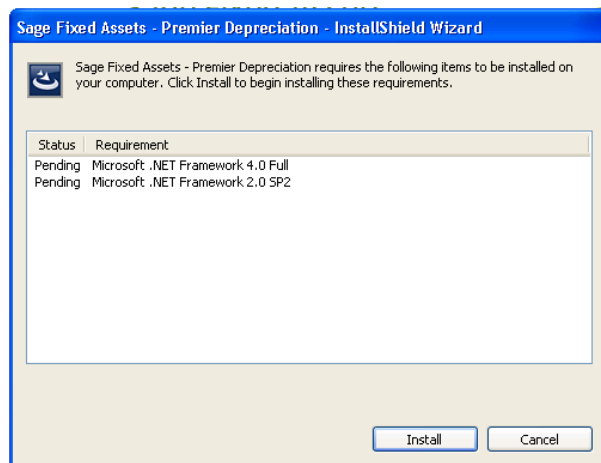 Sage Fixed Assets - Premier Depreciation - InstallShield Wizard
Sage Fixed Assets - Premier Depreciation requires the following items to be installed on
your computer. Click Install to begin installing these requirements.
Status Requirement
Pending Microsoft .NET Framework 4.0 Full
Pending Microsoft .NET Framework 2.0 SP2
Install Cancel